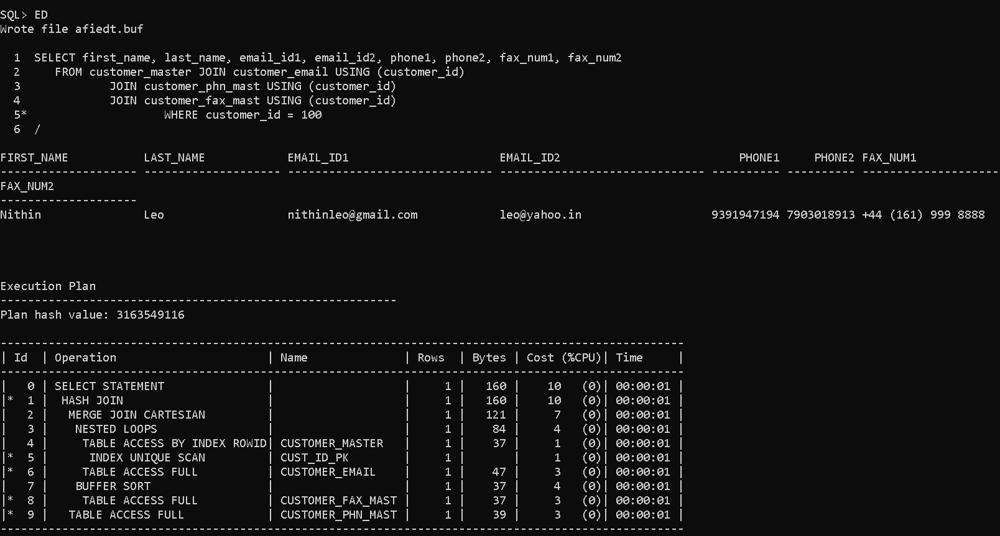 SQL> ED
Wrote file afiedt.buf
  1  SELECT first_name, last_name, email_id1, email_id2, phone1, phone2, fax_num1, fax_num2
  2     FROM customer_master JOIN customer_email USING (customer_id)
  3             JOIN customer_phn_mast USING (customer_id)
  4             JOIN customer_fax_mast USING (customer_id)
  5*                    WHERE customer_id = 100
  6  /
FIRST_NAME           LAST_NAME            EMAIL_ID1                      EMAIL_ID2                          PHONE1     PHONE2 FAX_NUM1
-------------------- -------------------- ------------------------------ ------------------------------ ---------- ---------- --------------------
FAX_NUM2
--------------------
Nithin               Leo                  nithinleo@gmail.com            leo@yahoo.in                   9391947194 7903018913 +44 (161) 999 8888
Execution Plan
----------------------------------------------------------
Plan hash value: 3163549116
----------------------------------------------------------------------------------------------------
| Id  | Operation                      | Name              | Rows  | Bytes | Cost (%CPU)| Time     |
----------------------------------------------------------------------------------------------------
|   0 | SELECT STATEMENT               |                   |     1 |   160 |    10   (0)| 00:00:01 |
|*  1 |  HASH JOIN                     |                   |     1 |   160 |    10   (0)| 00:00:01 |
|   2 |   MERGE JOIN CARTESIAN         |                   |     1 |   121 |     7   (0)| 00:00:01 |
|   3 |    NESTED LOOPS                |                   |     1 |    84 |     4   (0)| 00:00:01 |
|   4 |     TABLE ACCESS BY INDEX ROWID| CUSTOMER_MASTER   |     1 |    37 |     1   (0)| 00:00:01 |
|*  5 |      INDEX UNIQUE SCAN         | CUST_ID_PK        |     1 |       |     1   (0)| 00:00:01 |
|*  6 |     TABLE ACCESS FULL          | CUSTOMER_EMAIL    |     1 |    47 |     3   (0)| 00:00:01 |
|   7 |    BUFFER SORT                 |                   |     1 |    37 |     4   (0)| 00:00:01 |
|*  8 |     TABLE ACCESS FULL          | CUSTOMER_FAX_MAST |     1 |    37 |     3   (0)| 00:00:01 |
|*  9 |   TABLE ACCESS FULL            | CUSTOMER_PHN_MAST |     1 |    39 |     3   (0)| 00:00:01 |
----------------------------------------------------------------------------------------------------